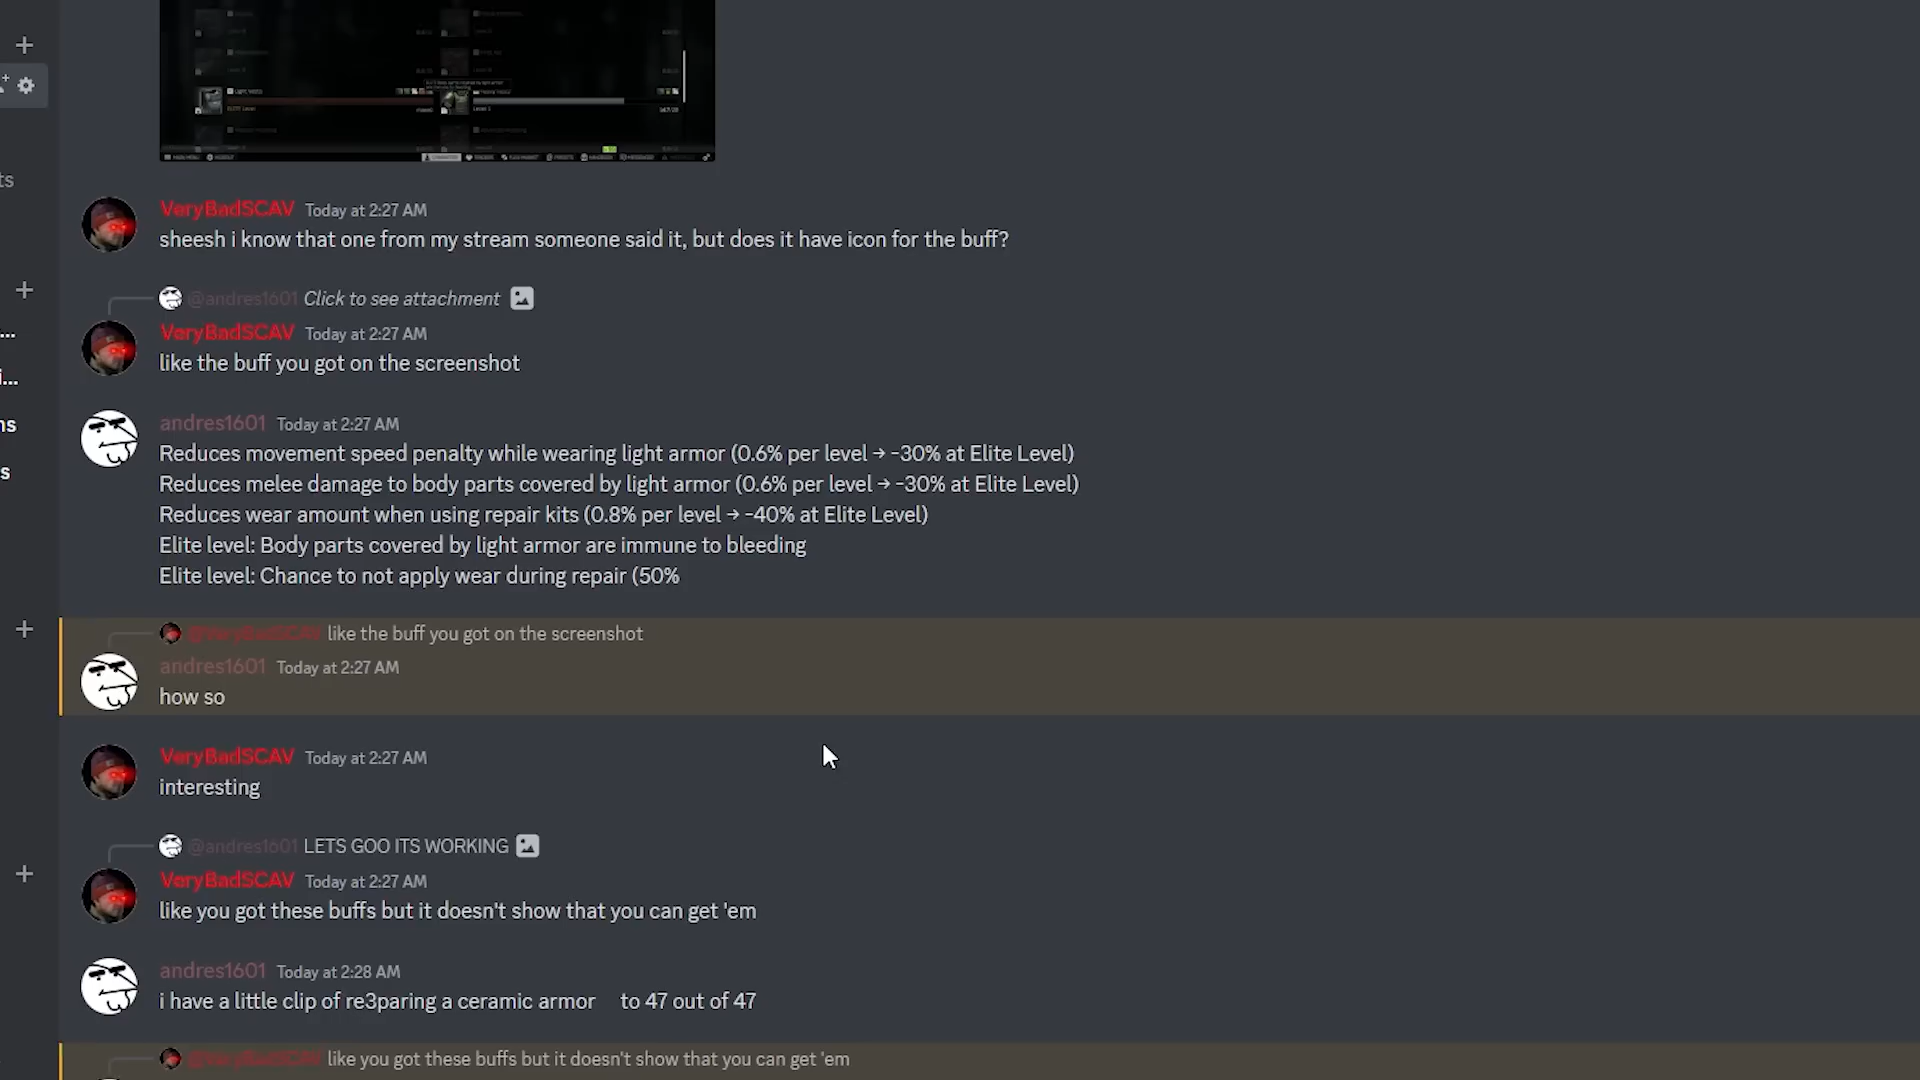 ts
VeryBadSCAV Today at 2:27 AM
sheesh i know that one from my stream someone said it, but does it have icon for the buff?
@andres1601 Click to see attachment
VeryBadSCAV Today at 2:27 AM
like the buff you got on the screenshot
andres1601 Today at 2:27 AM
Reduces movement speed penalty while wearing light armor (0.6% per level → -30% at Elite Level)
Reduces melee damage to body parts covered by light armor (0.6% per level → -30% at Elite Level)
Reduces wear amount when using repair kits (0.8% per level → -40% at Elite Level)
Elite level: Body parts covered by light armor are immune to bleeding
Elite level: Chance to not apply wear during repair (50%
@VeryBadSCAV like the buff you got on the screenshot
andres1601 Today at 2:27 AM
how so
VeryBadSCAV Today at 2:27 AM
interesting
@andres1601 LETS GOO ITS WORKING
VeryBadSCAV Today at 2:27 AM
like you got these buffs but it doesn't show that you can get 'em
andres1601 Today at 2:28 AM
i have a little clip of re3paring a ceramic armor to 47 out of 47
@VeryBadSCAV like you got these buffs but it doesn't show that you can get 'em
...
i...
ns
s